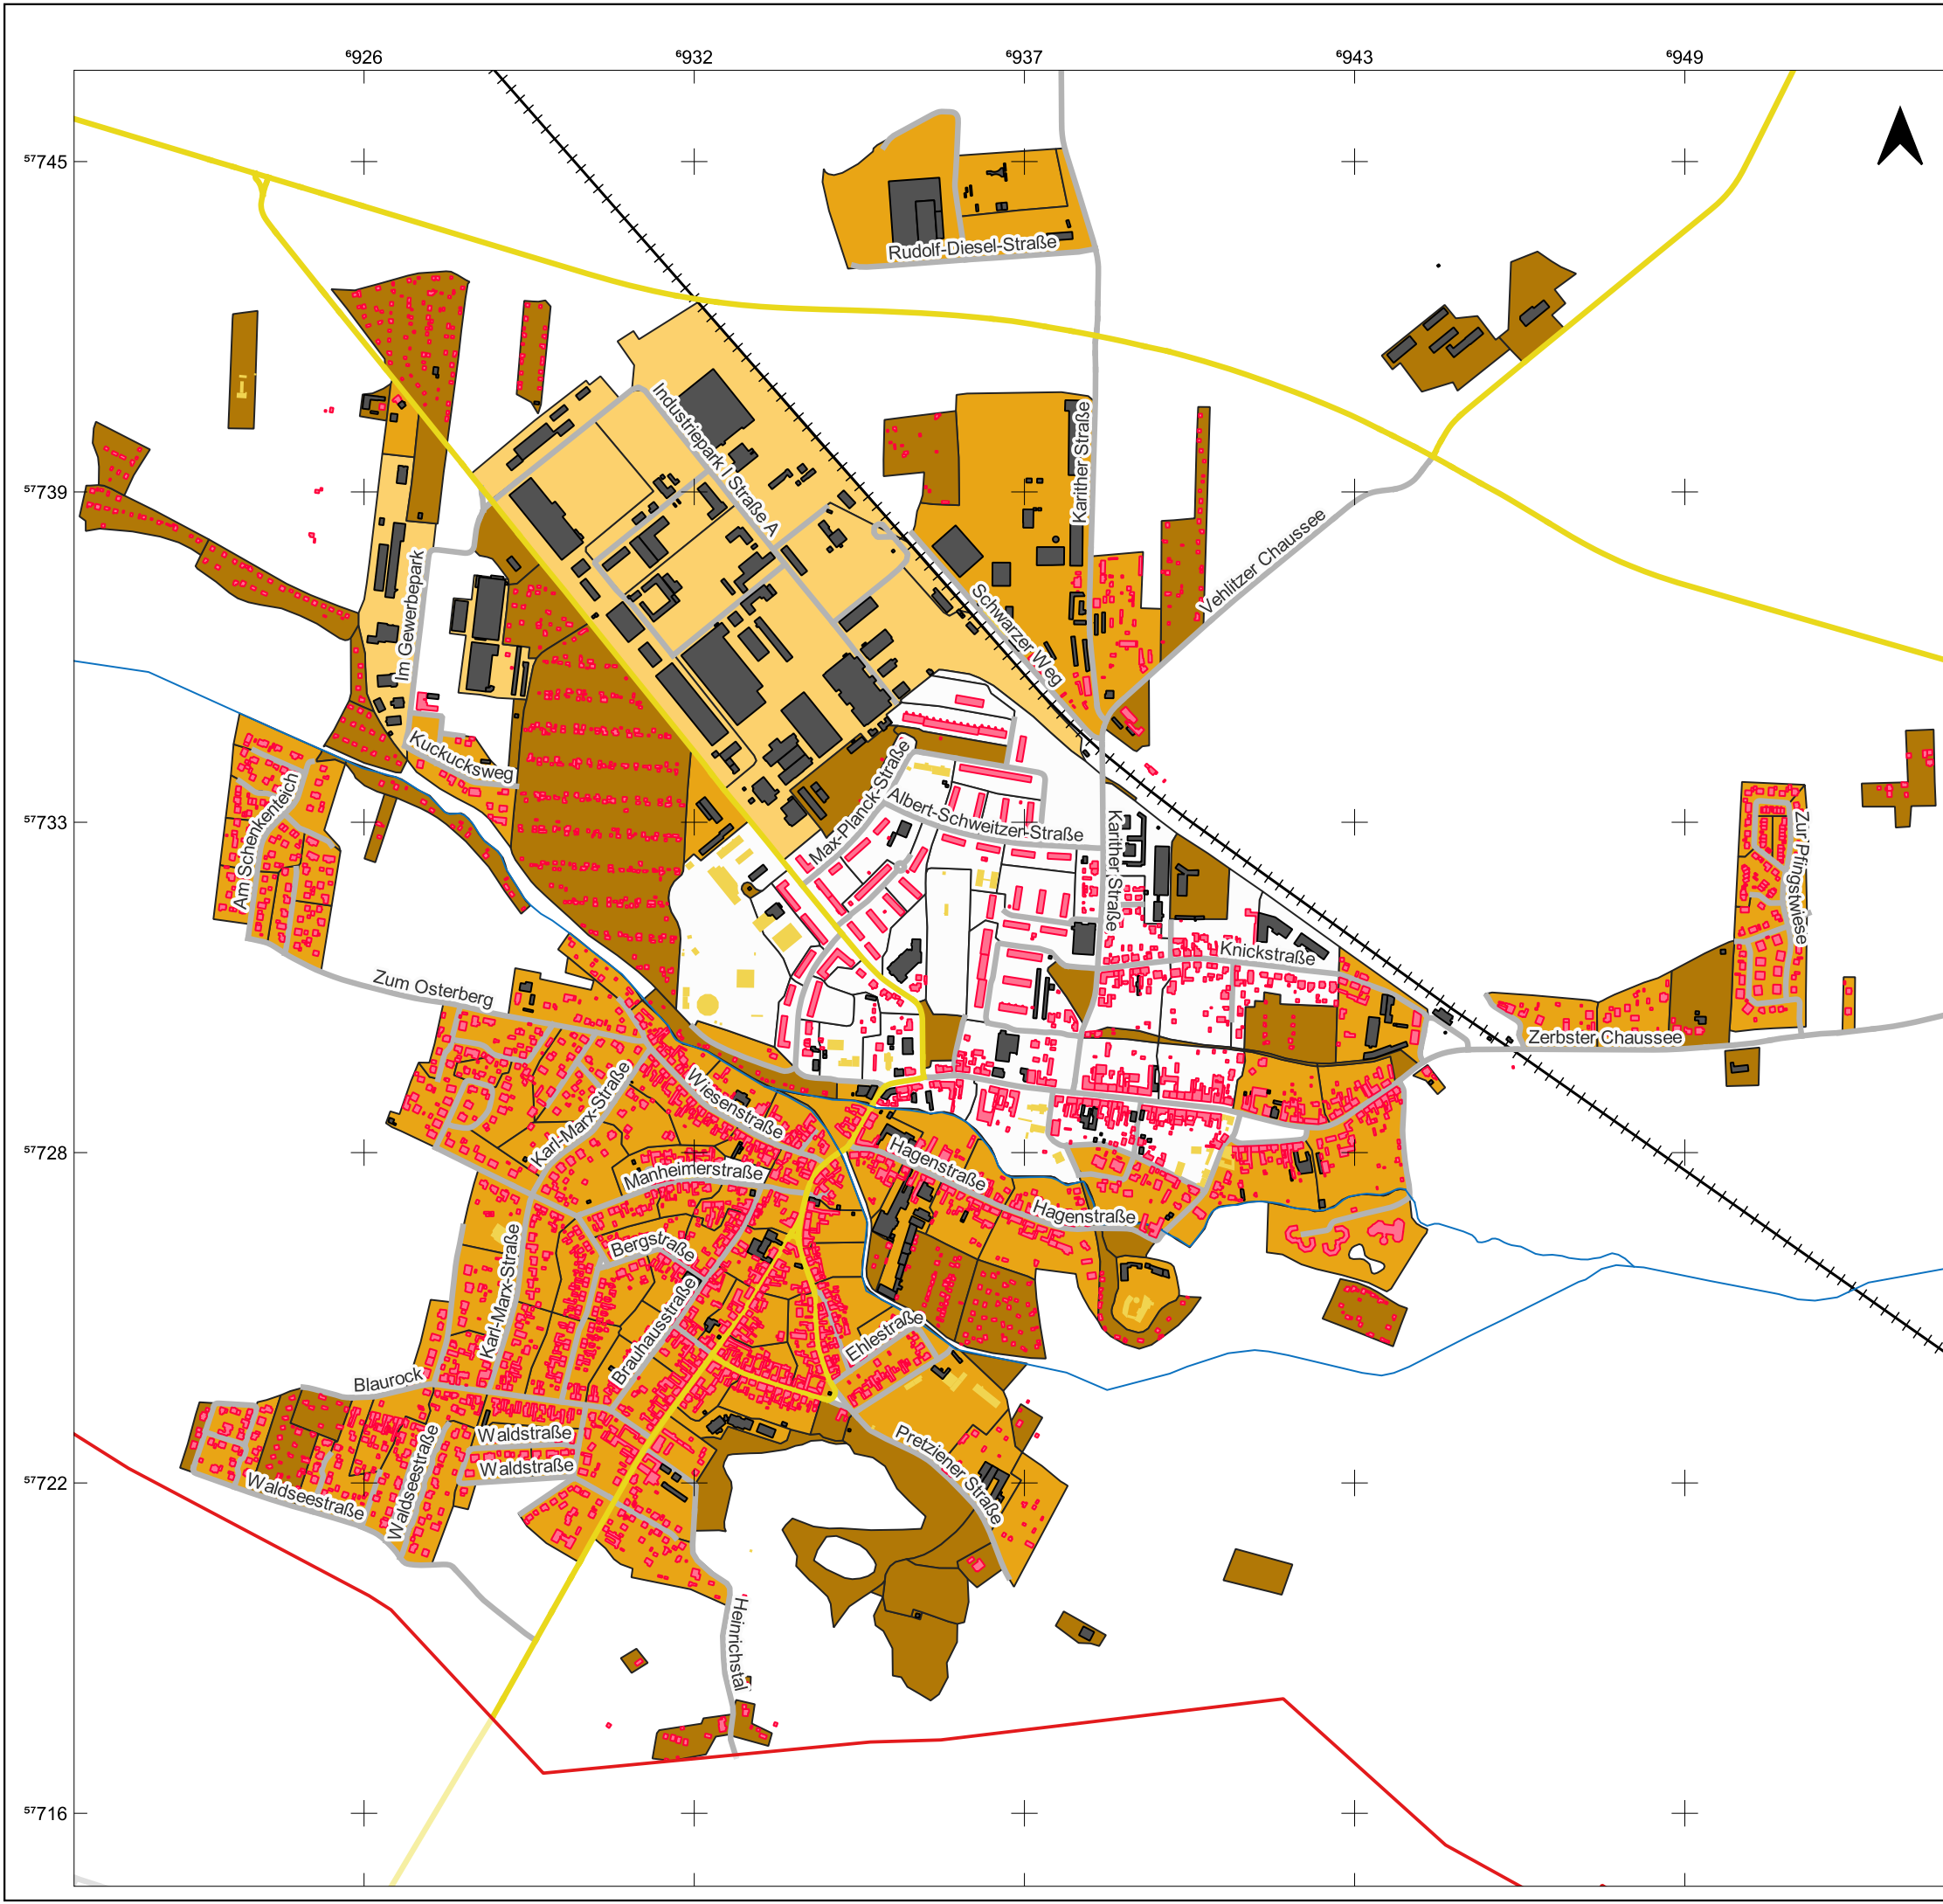 ⁶926 ⁶932 ⁶937 ⁶943 ⁶949
⁵⁷745
Rudolf-Diesel-Straße
Industriepark I Straße A
Karither Straße
⁵⁷739
Vehlitzer Chaussee
Im Gewerbepark
Schwarzer Weg
Kuckucksweg
Max-Planck-Straße
Albert-Schweitzer-Straße
⁵⁷733
Am Schenkenteich
Karither Straße
Zur Pfingstwiese
Knickstraße
Zum Osterberg
Zerbster Chaussee
Wiesenstraße
Karl-Marx-Straße
⁵⁷728
Hagenstraße
Manheimerstraße
Hagenstraße
Bergstraße
Karl-Marx-Straße
Brauhausstraße
Ehlestraße
Blaurock
Waldstraße
Pretziener Straße
Waldstraße
⁵⁷722
Waldseestraße
Waldseestraße
Heinrichstal
⁵⁷716